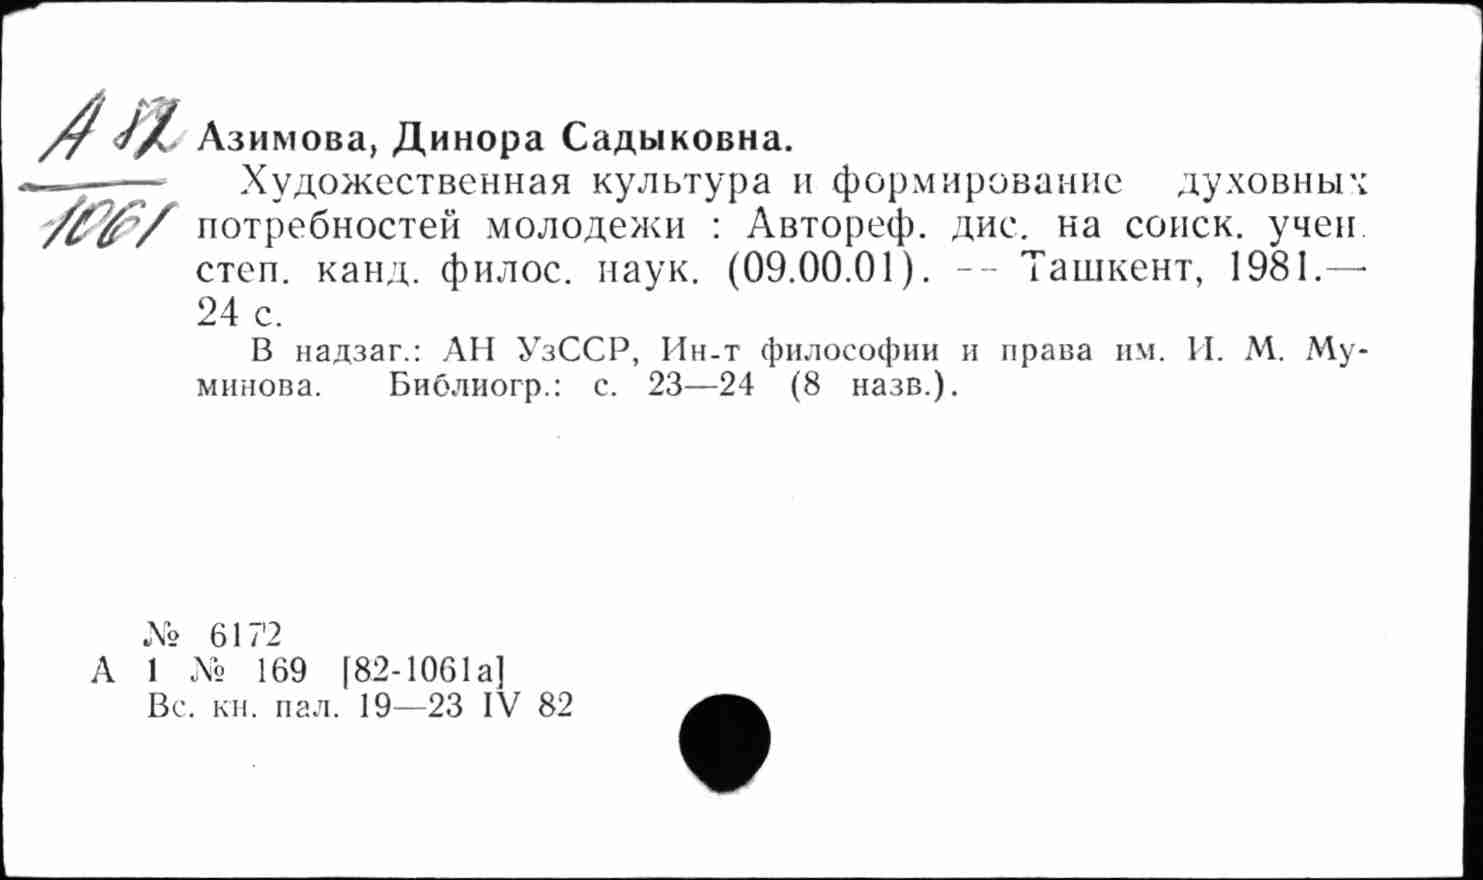 А 82
1061
Азимова, Динора Садыковна.
Художественная культура и формирование духовных
потребностей молодежи : Автореф. дис. на соиск. учен.
степ. канд. филос. наук. (09.00.01). -- Ташкент, 1981.—
24 с.
В надзаг.: АН УзССР, Ин-т философии и права им. И. М. Му-
минова. Библиогр.: с. 23—24 (8 назв.).
№ 6172
А 1 № 169 [82-1061а]
Вс. кн. пал. 19—23 IV 82